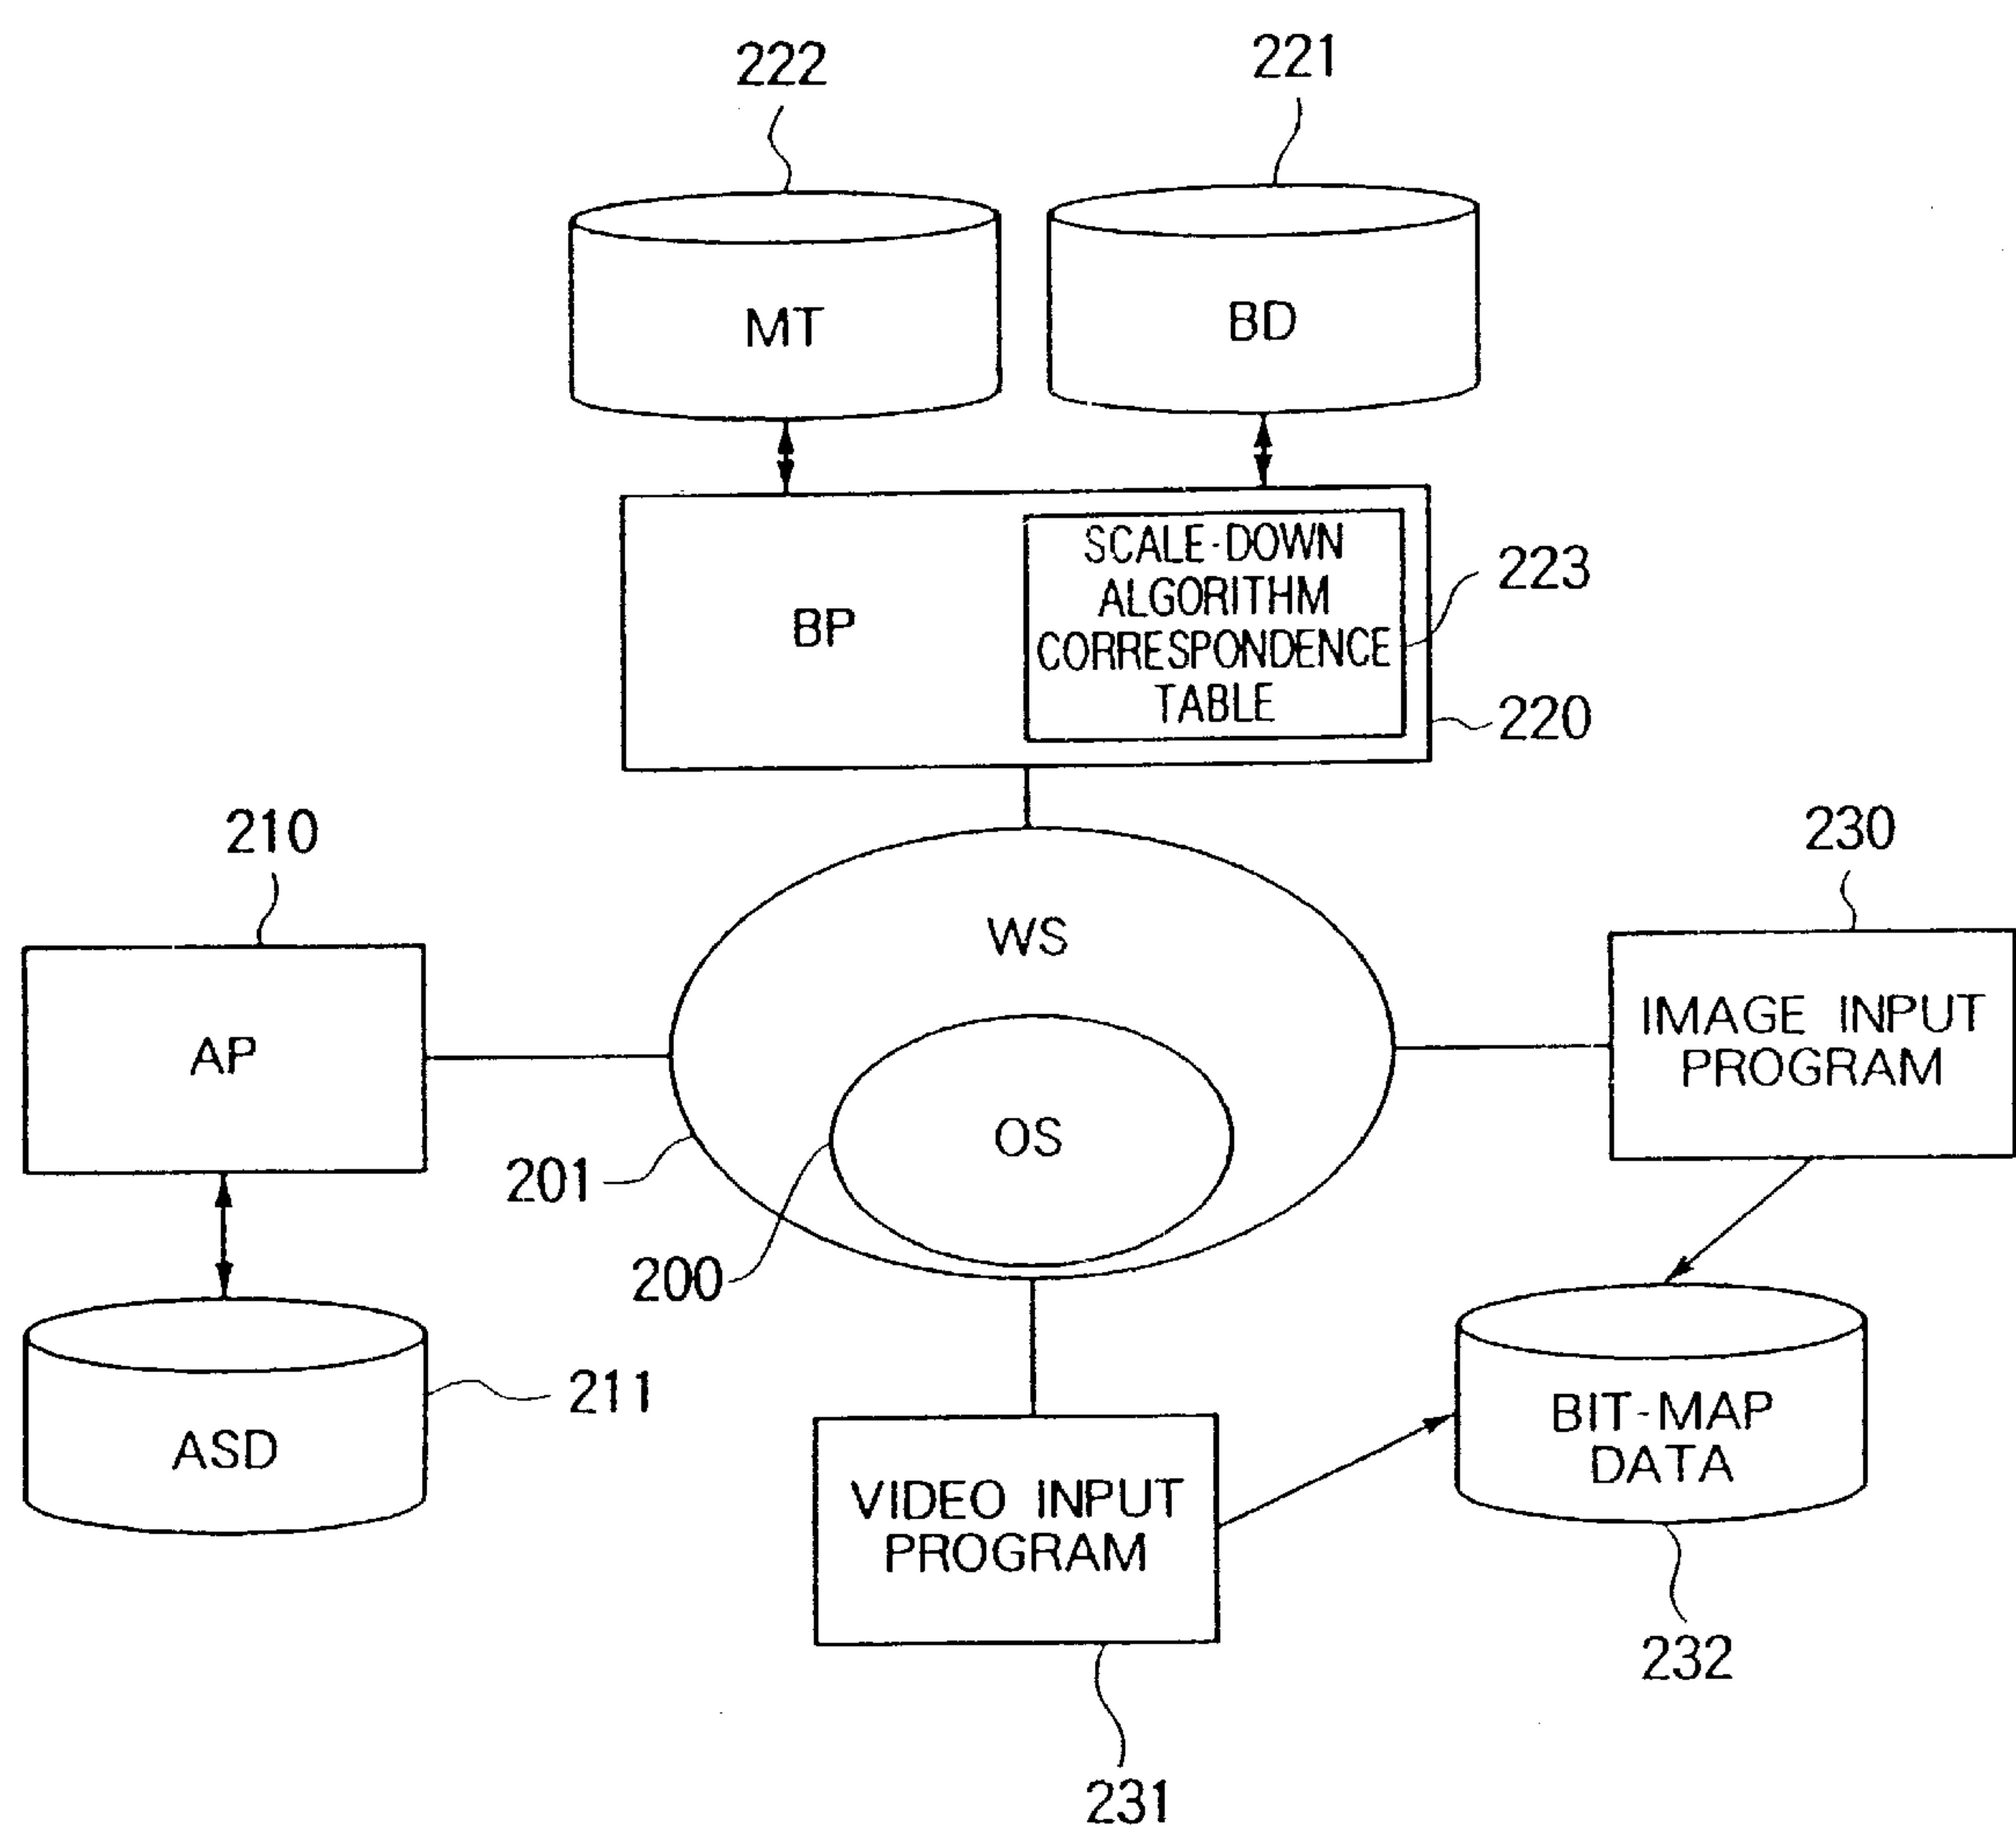 222
221
MT
BD
SCALE-DOWN
ALGORITHM
CORRESPONDENCE
TABLE
BP
223
220
210
230
WS
AP
IMAGE INPUT
PROGRAM
OS
201
200
211
ASD
BIT-MAP
DATA
VIDEO INPUT
PROGRAM
232
231